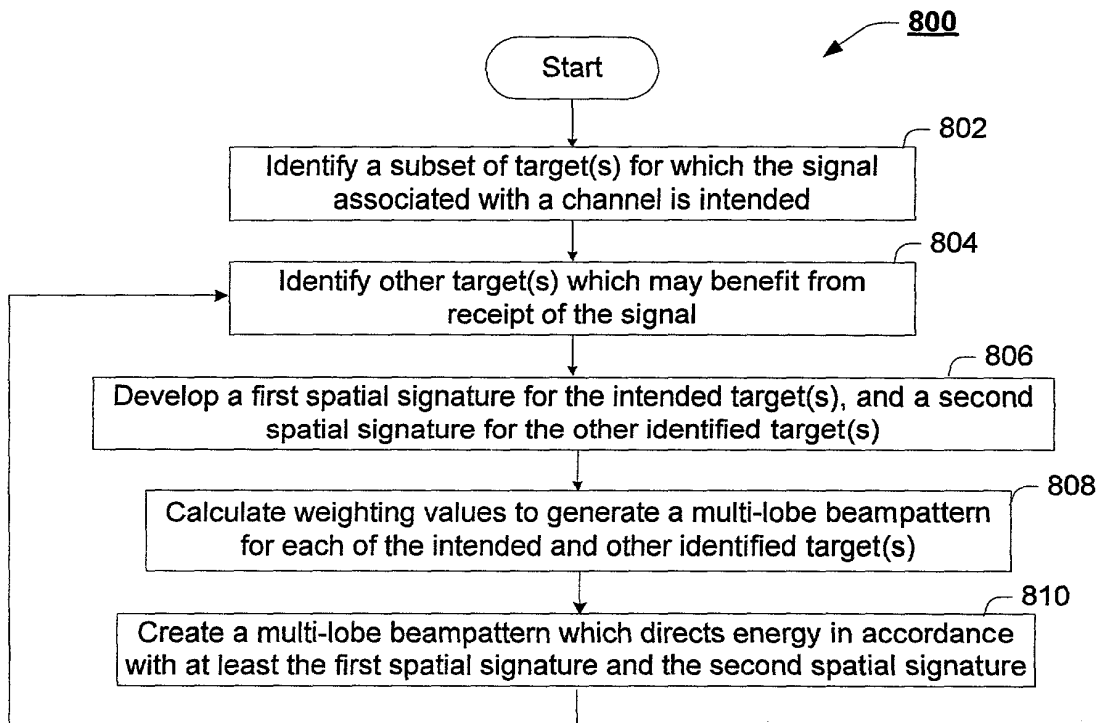 800
Start
802
Identify a subset of target(s) for which the signal
associated with a channel is intended
804
Identify other target(s) which may benefit from
receipt of the signal
806
Develop a first spatial signature for the intended target(s), and a second
spatial signature for the other identified target(s)
808
Calculate weighting values to generate a multi-lobe beampattern
for each of the intended and other identified target(s)
810
Create a multi-lobe beampattern which directs energy in accordance
with at least the first spatial signature and the second spatial signature